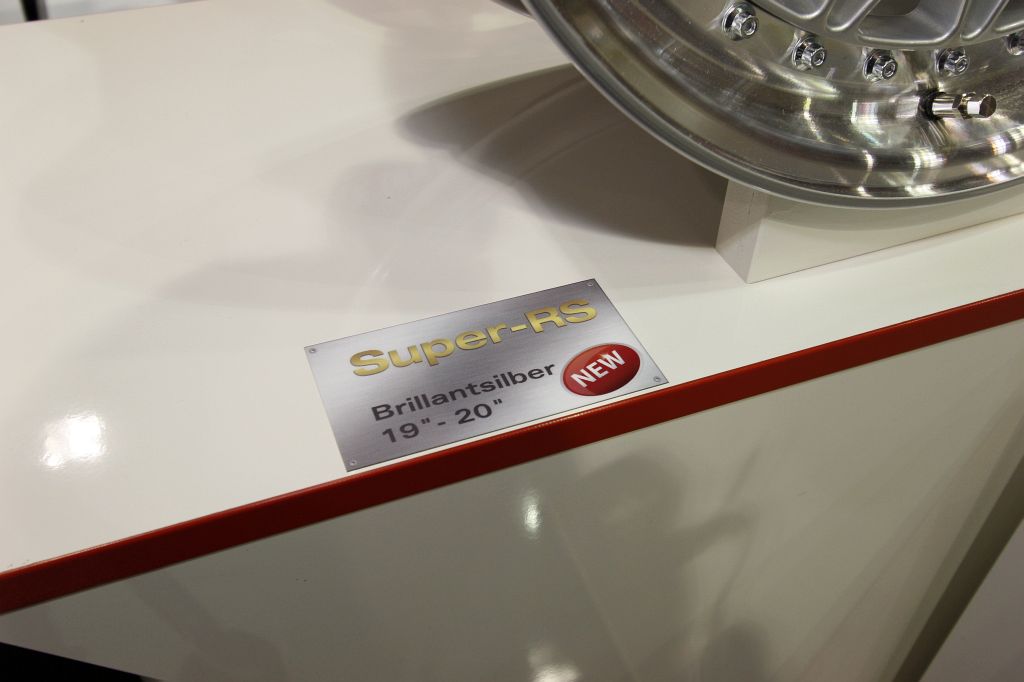 Super-RS
Brillantsilber
19" - 20"
NEW